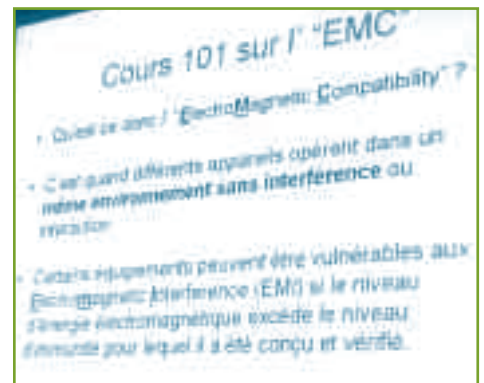 Cours 101 sur l' "EMC"
• Qu'est ce donc l' "ElectroMagnetic Compatibility" ?
• C'est quand différents appareils opèrent dans un
même environnement sans interférence ou
interaction
• Certains équipements peuvent être vulnérables aux
Electromagnetic Interference (EMI) si le niveau
d'énergie électromagnétique excède le niveau
d'immunité pour lequel il a été conçu et vérifié.